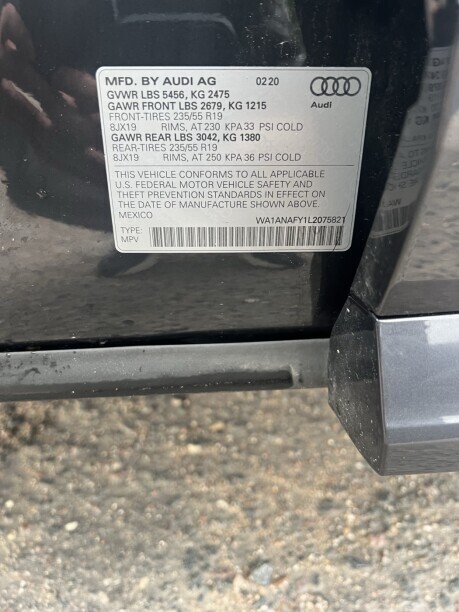 MFD. BY AUDI AG 02 20
GVWR LBS 5456, KG 2475
GAWR FRONT LBS 2679, KG 1215
FRONT-TIRES 235/55 R19
8JX19 RIMS, AT 230 KPA 33 PSI COLD
GAWR REAR LBS 3042, KG 1380
REAR-TIRES 235/55 R19
8JX19 RIMS, AT 250 KPA 36 PSI COLD
Audi
THIS VEHICLE CONFORMS TO ALL APPLICABLE
U.S. FEDERAL MOTOR VEHICLE SAFETY AND
THEFT PREVENTION STANDARDS IN EFFECT ON
THE DATE OF MANUFACTURE SHOWN ABOVE.
MEXICO.
WA1ANAFY1L2075821
TYPE:
MPV